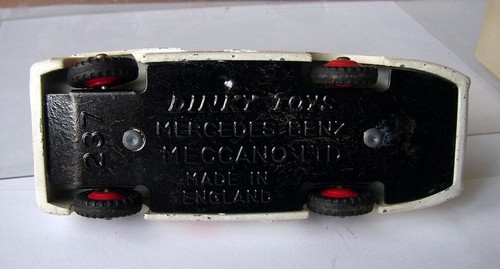 DINKY TOYS
MERCEDES-BENZ
MECCANO LTD
MADE IN
ENGLAND
237